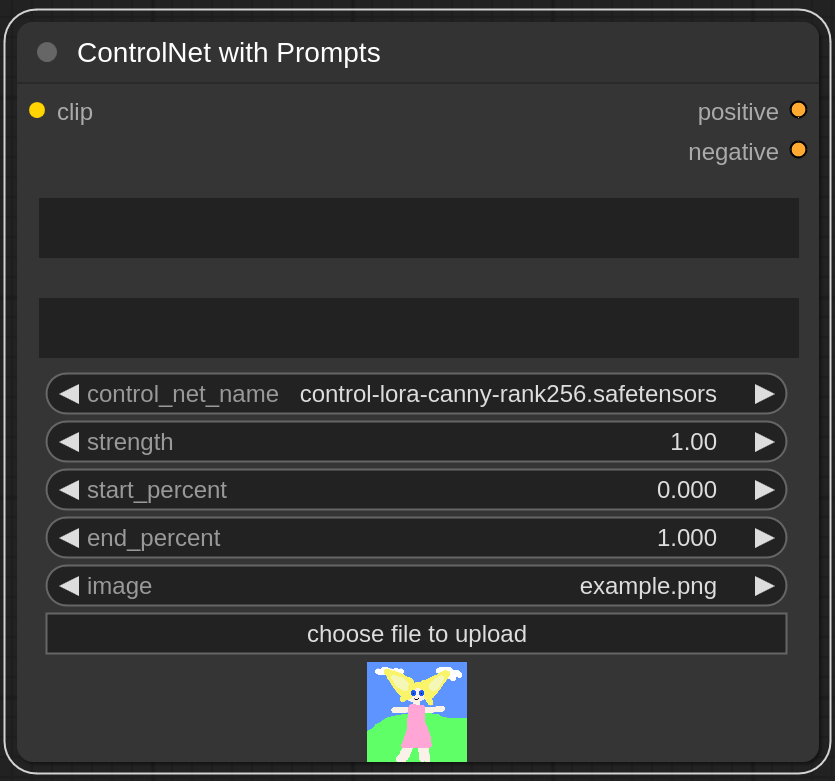 ControlNet with Prompts
clip
positive
negative
control_net_name control-lora-canny-rank256.safetensors
strength 1.00
start_percent 0.000
end_percent 1.000
image example.png
choose file to upload